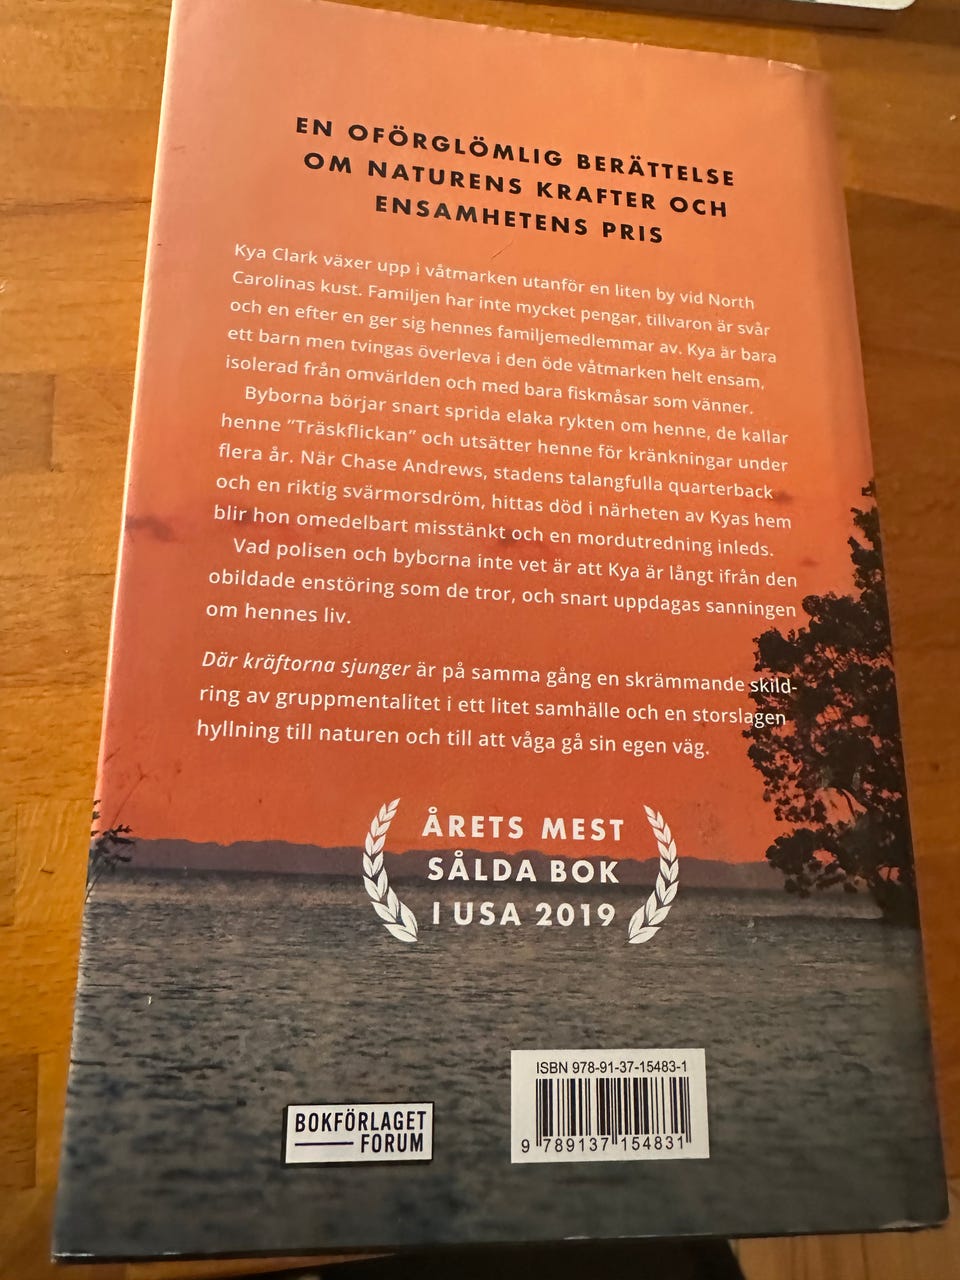 EN OFÖRGLÖMLIG BERÄTTELSE
OM NATURENS KRAFTER OCH
ENSAMHETENS PRIS
Kya Clark växer upp i våtmarken utanför en liten by vid North
Carolinas kust. Familjen har inte mycket pengar, tillvaron är svår
och en efter en ger sig hennes familjemedlemmar av. Kya är bara
ett barn men tvingas överleva i den öde våtmarken helt ensam,
isolerad från omvärlden och med bara fiskmåsar som vänner.
Byborna börjar snart sprida elaka rykten om henne, de kallar
henne ”Träskflickan” och utsätter henne för kränkningar under
flera år. När Chase Andrews, stadens talangfulla quarterback
och en riktig svärmorsdröm, hittas död i närheten av Kyas hem
blir hon omedelbart misstänkt och en mordutredning inleds.
Vad polisen och byborna inte vet är att Kya är långt ifrån den
obildade enstöring som de tror, och snart uppdagas sanningen
om hennes liv.
Där kräftorna sjunger är på samma gång en skrämmande skild-
ring av gruppmentalitet i ett litet samhälle och en storslagen
hyllning till naturen och till att våga gå sin egen väg.
ÅRETS MEST
SÅLDA BOK
I USA 2019
ISBN 978-91-37-15483-1
9 789137 154831
BOKFÖRLAGET
FORUM